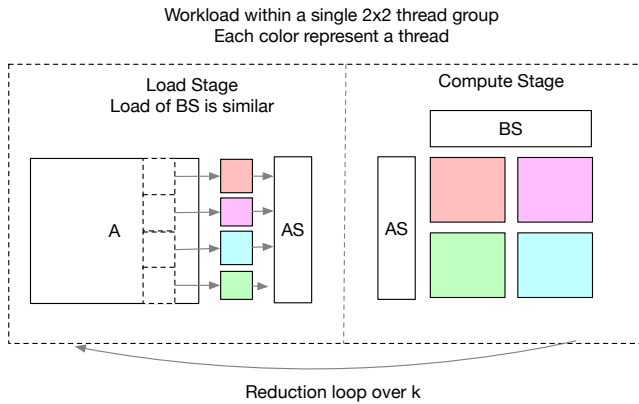 Workload within a single 2x2 thread group
Each color represent a thread
Load Stage
Load of BS is similar
A
AS
Compute Stage
BS
AS
Reduction loop over k